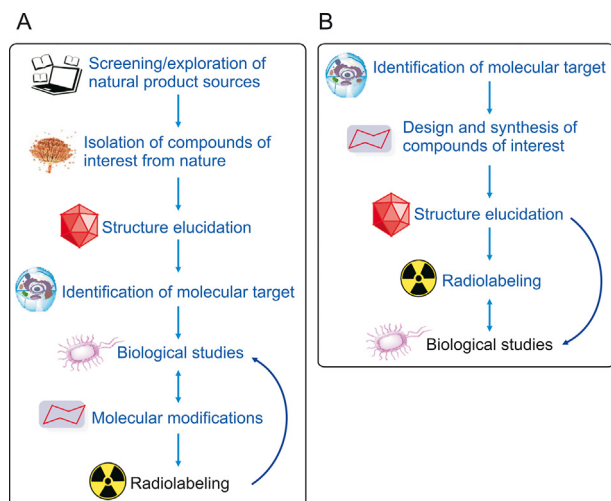 A
Screening/exploration of
natural product sources
Isolation of compounds of
interest from nature
Structure elucidation
Identification of molecular target
Biological studies
Molecular modifications
Radiolabeling
B
Identification of molecular target
Design and synthesis of
compounds of interest
Structure elucidation
Radiolabeling
Biological studies